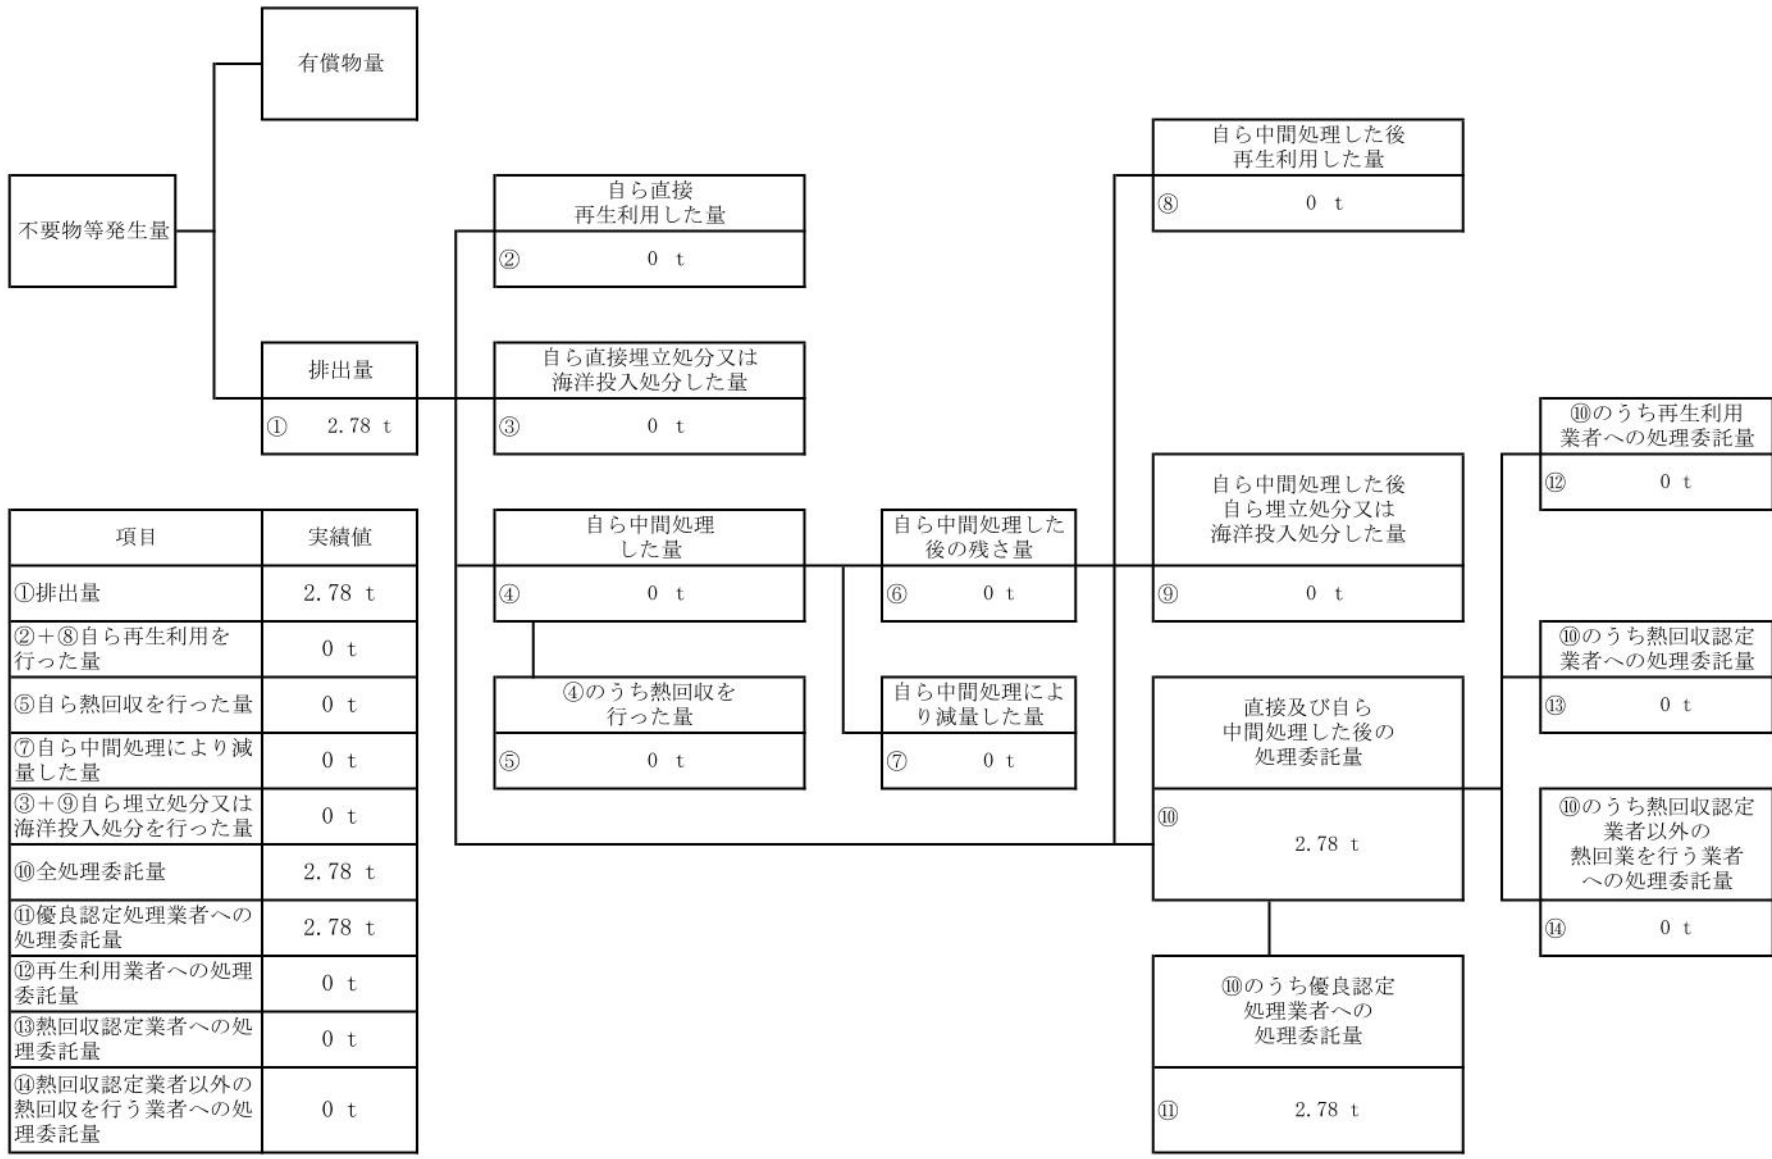 有償物量
不要物等発生量
排出量
① 2.78 t
自ら直接
再生利用した量
② 0 t
自ら直接埋立処分又は
海洋投入処分した量
③ 0 t
自ら中間処理
した量
④ 0 t
④のうち熱回収を
行った量
⑤ 0 t
自ら中間処理した
後の残さ量
⑥ 0 t
自ら中間処理によ
り減量した量
⑦ 0 t
自ら中間処理した後
再生利用した量
⑧ 0 t
自ら中間処理した後
自ら埋立処分又は
海洋投入処分した量
⑨ 0 t
直接及び自ら
中間処理した後の
処理委託量
⑩
2.78 t
⑩のうち優良認定
処理業者への
処理委託量
⑪ 2.78 t
⑩のうち再生利用
業者への処理委託量
⑫ 0 t
⑩のうち熱回収認定
業者への処理委託量
⑬ 0 t
⑩のうち熱回収認定
業者以外の
熱回業を行う業者
への処理委託量
⑭ 0 t
項目 実績値
①排出量 2.78 t
②＋⑧自ら再生利用を
行った量
0 t
⑤自ら熱回収を行った量 0 t
⑦自ら中間処理により減
量した量
0 t
③＋⑨自ら埋立処分又は
海洋投入処分を行った量
0 t
⑩全処理委託量 2.78 t
⑪優良認定処理業者への
処理委託量
2.78 t
⑫再生利用業者への処理
委託量
0 t
⑬熱回収認定業者への処
理委託量
0 t
⑭熱回収認定業者以外の
熱回収を行う業者への処
理委託量
0 t